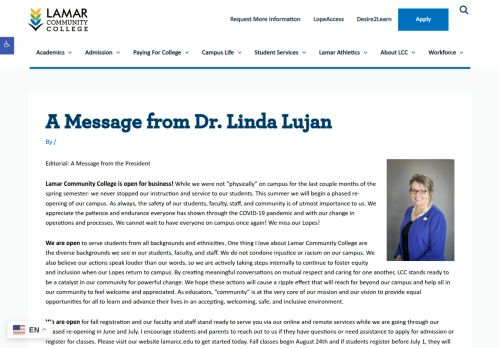 LAMAR
COMMUNITY
COLLEGE
Request More Information LopeAccess Desire2Learn Apply
Academics Admission Paying For College Campus Life Student Services Lamar Athletics About LCC Workforce
A Message from Dr. Linda Lujan
By /
Editorial: A Message from the President
Lamar Community College is open for business! While we were not "physically" on campus for the last couple months of the
spring semester- we never stopped our instruction and service to our students. This summer we will begin a phased re-
opening of our campus. As always, the safety of our students, faculty, staff, and community is of utmost importance to us. We
appreciate the patience and endurance everyone has shown through the COVID-19 pandemic and with our change in
operations and processes. We cannot wait to have everyone on campus once again! We miss our Lopes!
We are open to serve students from all backgrounds and ethnicities. One thing I love about Lamar Community College are
the diverse backgrounds we see in our students, faculty, and staff. We do not condone injustice or racism on our campus. We
also believe our actions speak louder than our words, so we are actively taking steps internally to continue to foster equity
and inclusion when our Lopes return to campus. By creating meaningful conversations on mutual respect and caring for one another, LCC stands ready to
be a catalyst in our community for powerful change. We hope these actions will cause a ripple effect that will reach far beyond our campus and help all in
our community to feel welcome and appreciated. As educators, "community" is at the very core of our mission and our vision to provide equal
opportunities for all to learn and advance their lives in an accepting, welcome, safe, and inclusive environment.
are open for fall registration and our faculty and staff stand ready to serve you via our online and remote services while we are going through our
ased re-opening in June and July. I encourage students and parents to reach out to us if they have questions or need assistance to apply for admission or
register for classes. Please visit our website lamarcc.edu to get started today. Fall classes begin August 24th and if students register before July 1, they will
EN